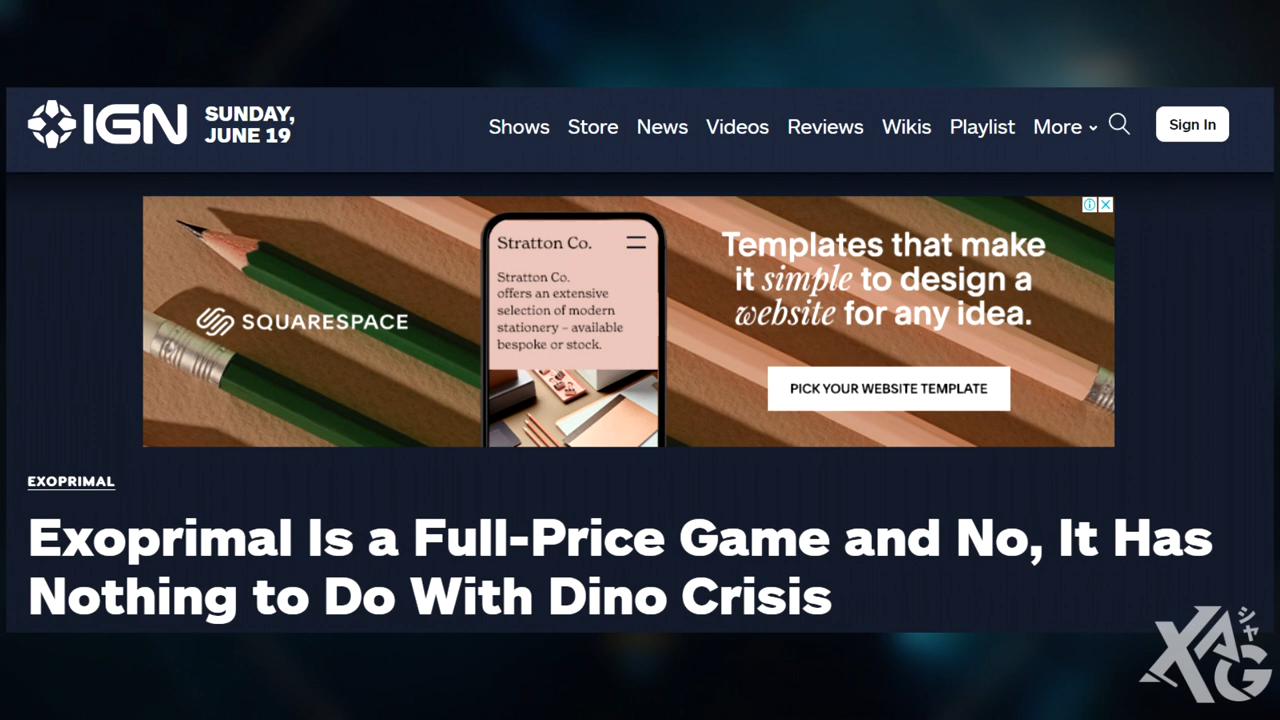 IGN
SUNDAY,
JUNE 19
Shows Store News Videos Reviews Wikis Playlist More Sign In
SQUARESPACE
Stratton Co.
Stratton Co.
offers an extensive
selection of modern
stationery – available
bespoke or stock.
Templates that make
it simple to design a
website for any idea.
PICK YOUR WEBSITE TEMPLATE
EXOPRIMAL
Exoprimal Is a Full-Price Game and No, It Has
Nothing to Do With Dino Crisis
XAG
シャ